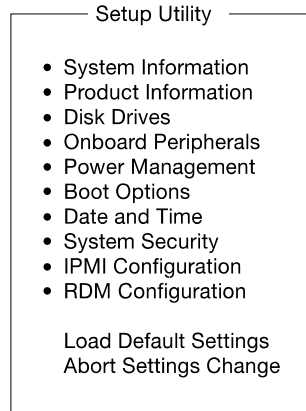 Setup Utility
• System Information
• Product Information
• Disk Drives
• Onboard Peripherals
• Power Management
• Boot Options
• Date and Time
• System Security
• IPMI Configuration
• RDM Configuration
Load Default Settings
Abort Settings Change